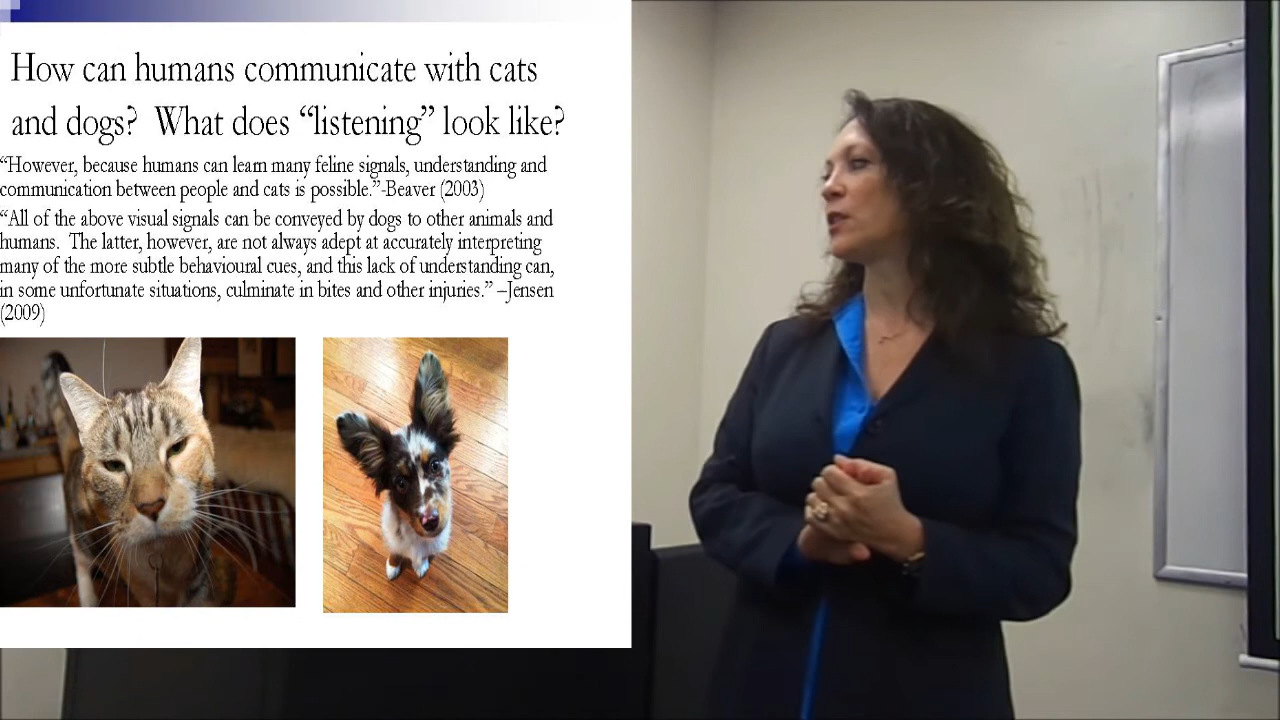 How can humans communicate with cats
and dogs?  What does “listening” look like?
“However, because humans can learn many feline signals, understanding and
communication between people and cats is possible.”-Beaver (2003)
“All of the above visual signals can be conveyed by dogs to other animals and
humans.  The latter, however, are not always adept at accurately interpreting
many of the more subtle behavioural cues, and this lack of understanding can,
in some unfortunate situations, culminate in bites and other injuries.” –Jensen
(2009)